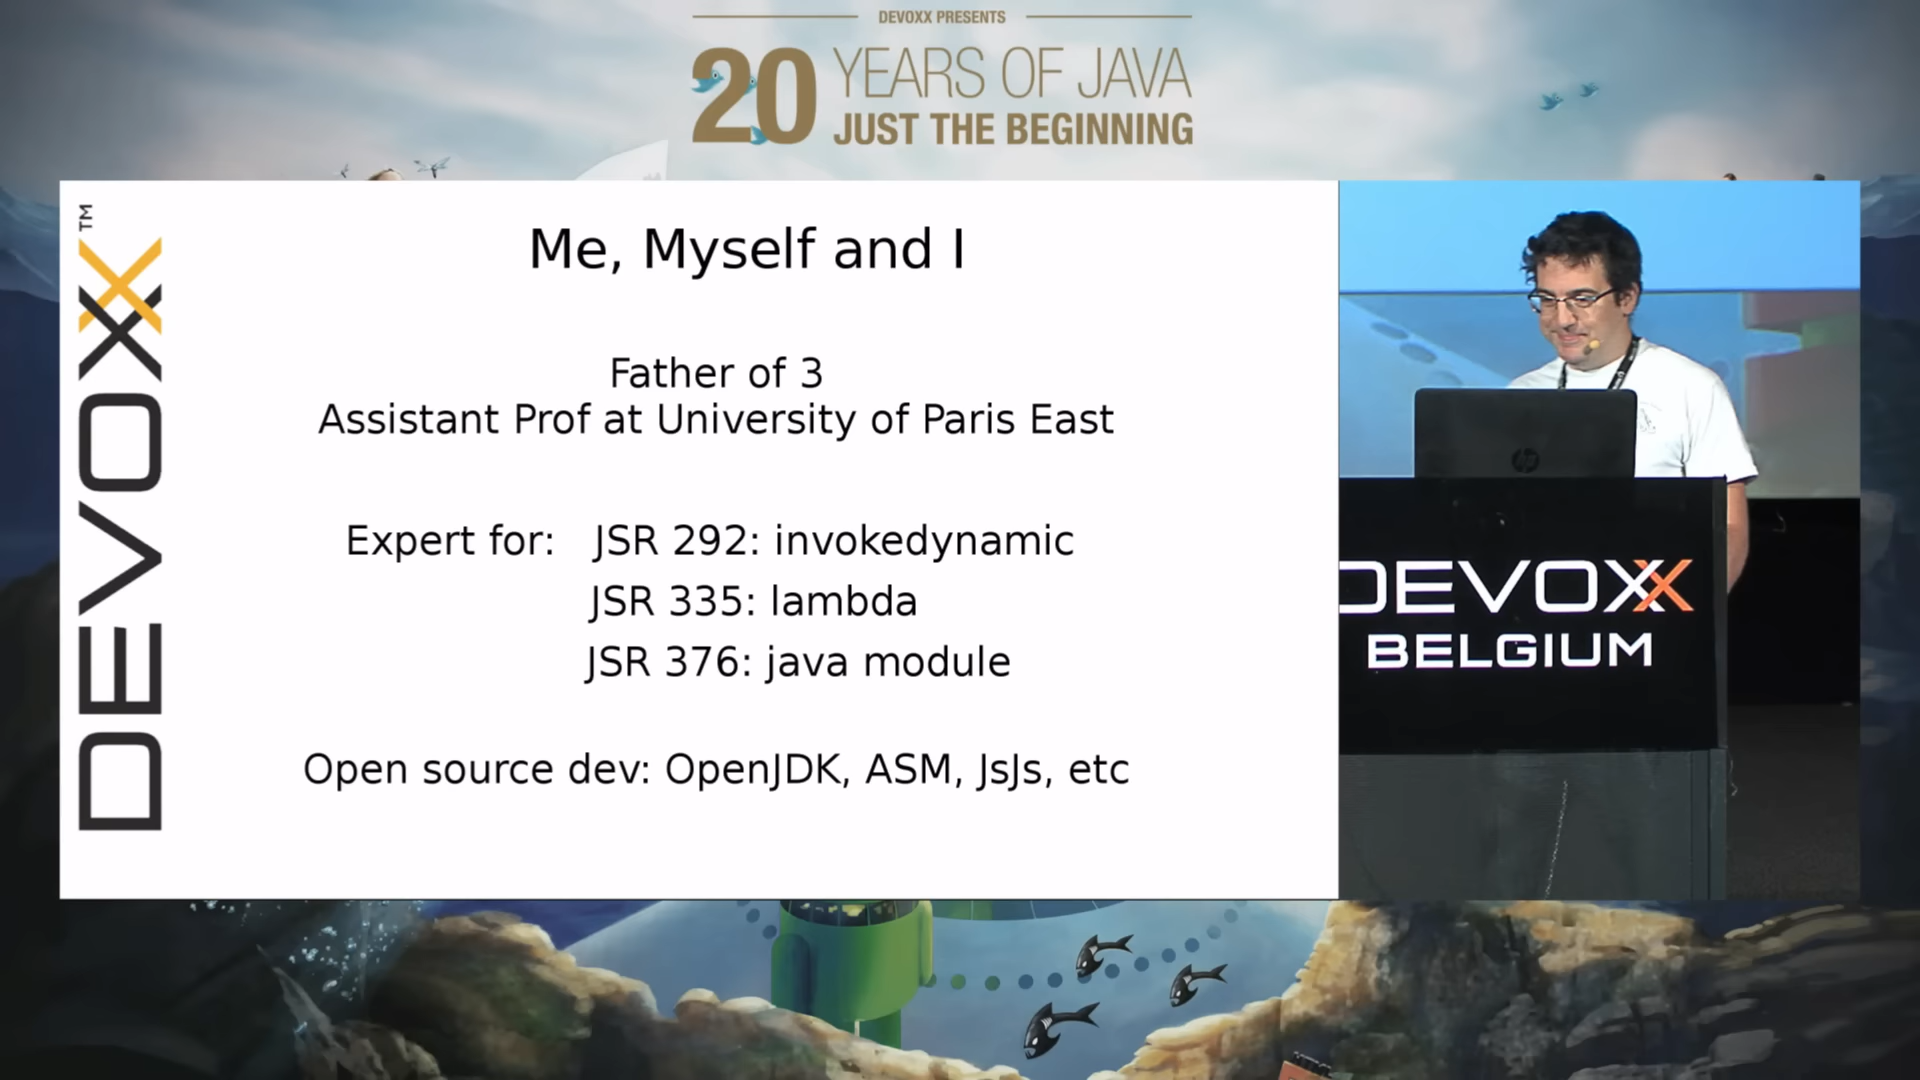 DEVOXX PRESENTS
20 YEARS OF JAVA
JUST THE BEGINNING
DEVOXX™
Me, Myself and I
Father of 3
Assistant Prof at University of Paris East
Expert for: JSR 292: invokedynamic
JSR 335: lambda
JSR 376: java module
Open source dev: OpenJDK, ASM, JsJs, etc
hp
DEVOXX
BELGIUM